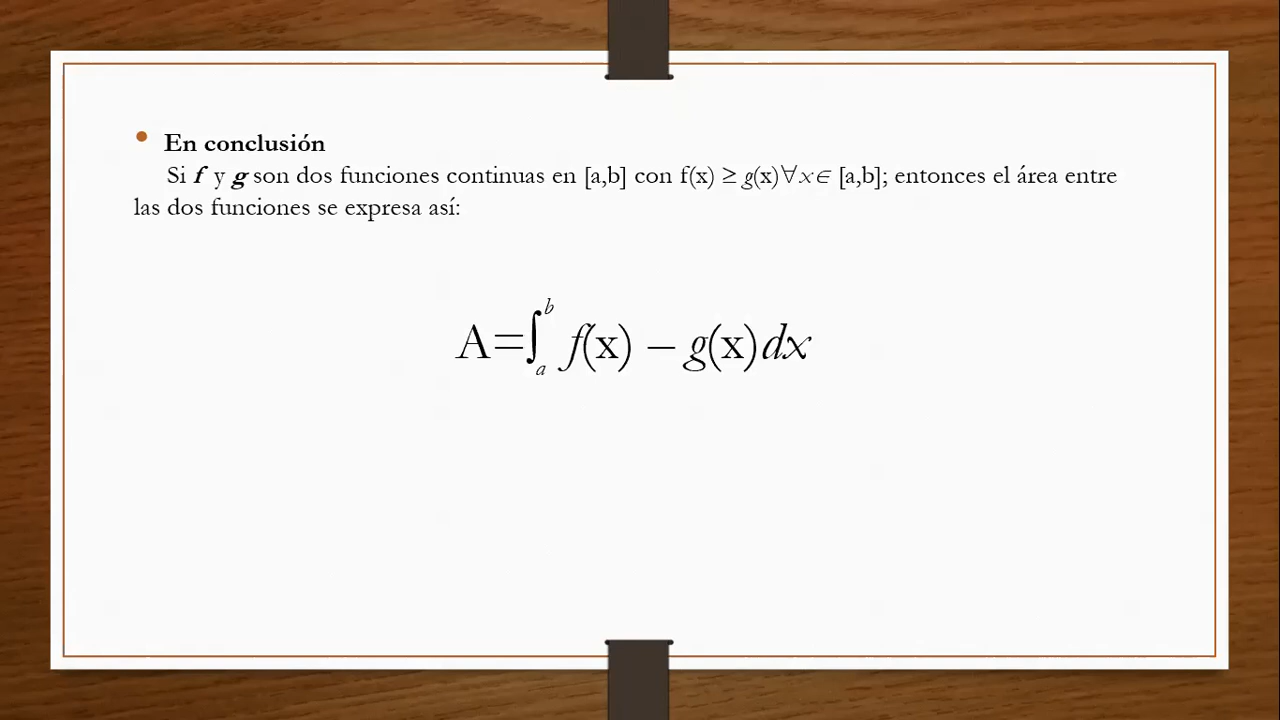 • En conclusión
Si f y g son dos funciones continuas en [a,b] con f(x) ≥ g(x)∀x∈ [a,b]; entonces el área entre
las dos funciones se expresa así:
A=∫_a^b f(x) − g(x)dx